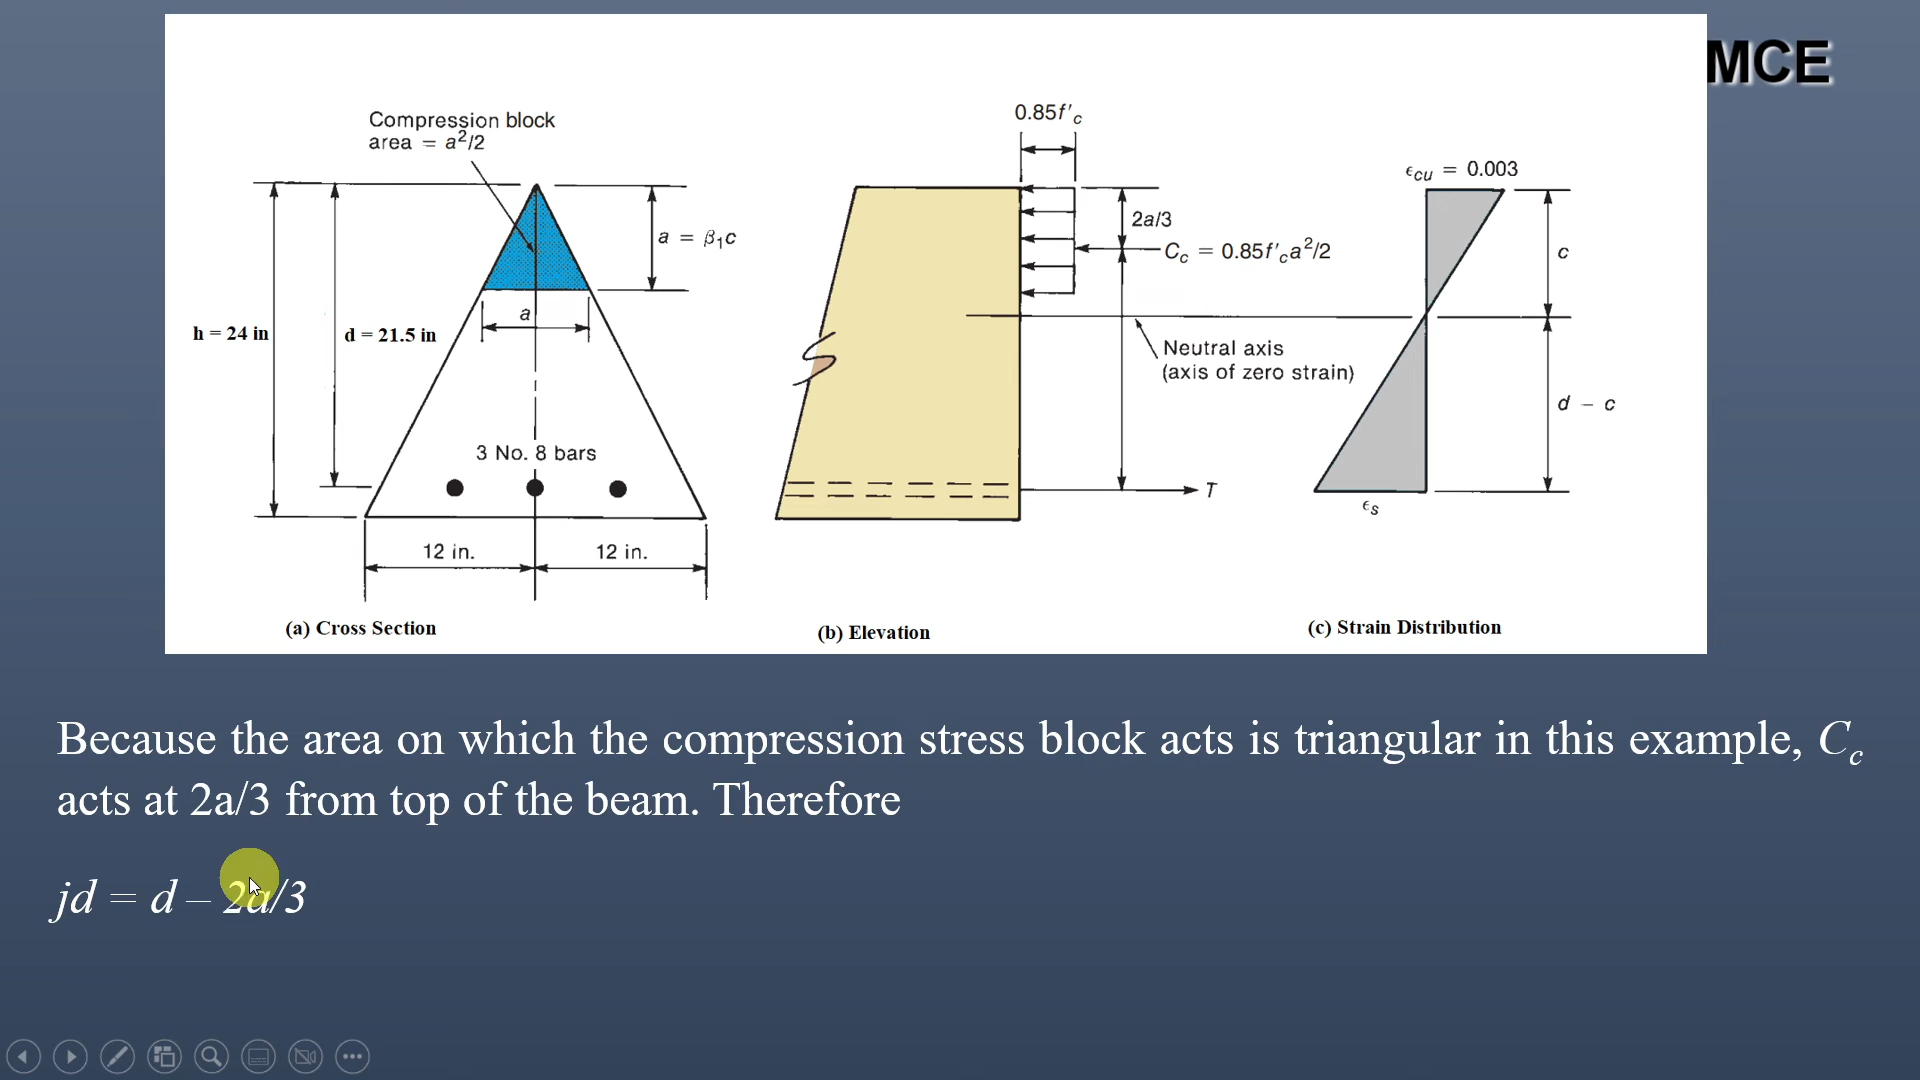 MCE
Compression block
area = a²/2
a = β₁c
h = 24 in
d = 21.5 in
a
3 No. 8 bars
12 in.
12 in.
(a) Cross Section
0.85f'c
2a/3
Cc = 0.85f'ca²/2
Neutral axis
(axis of zero strain)
T
(b) Elevation
ϵcu = 0.003
c
d – c
ϵs
(c) Strain Distribution
Because the area on which the compression stress block acts is triangular in this example, Cc
acts at 2a/3 from top of the beam. Therefore
jd = d – 2a/3